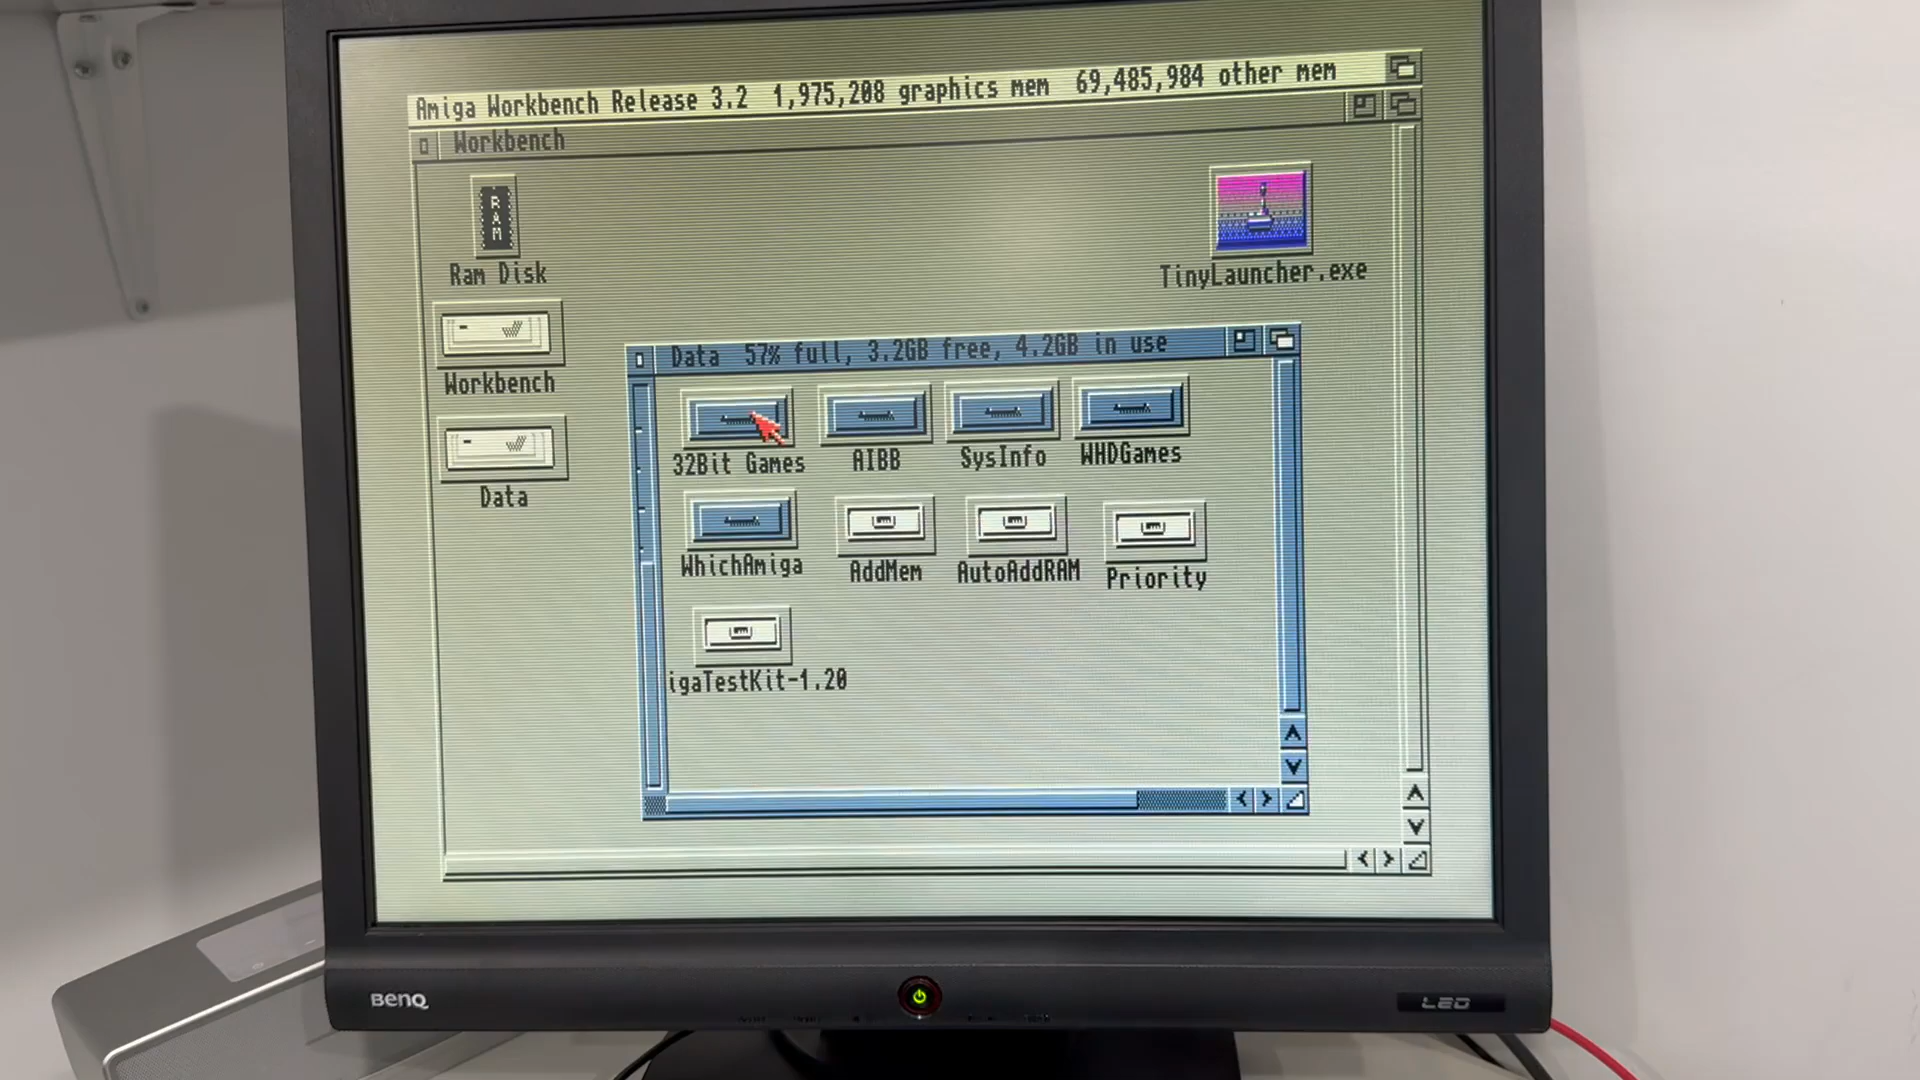 Amiga Workbench Release 3.2 1,975,208 graphics mem 69,485,984 other mem
Workbench
RAM
Ram Disk
TinyLauncher.exe
Workbench
Data 57% full, 3.2GB free, 4.2GB in use
32Bit Games AIBB SysInfo WHDGames
Data
WhichAmiga AddMem AutoAddRAM Priority
igaTestKit-1.20
BenQ
LED